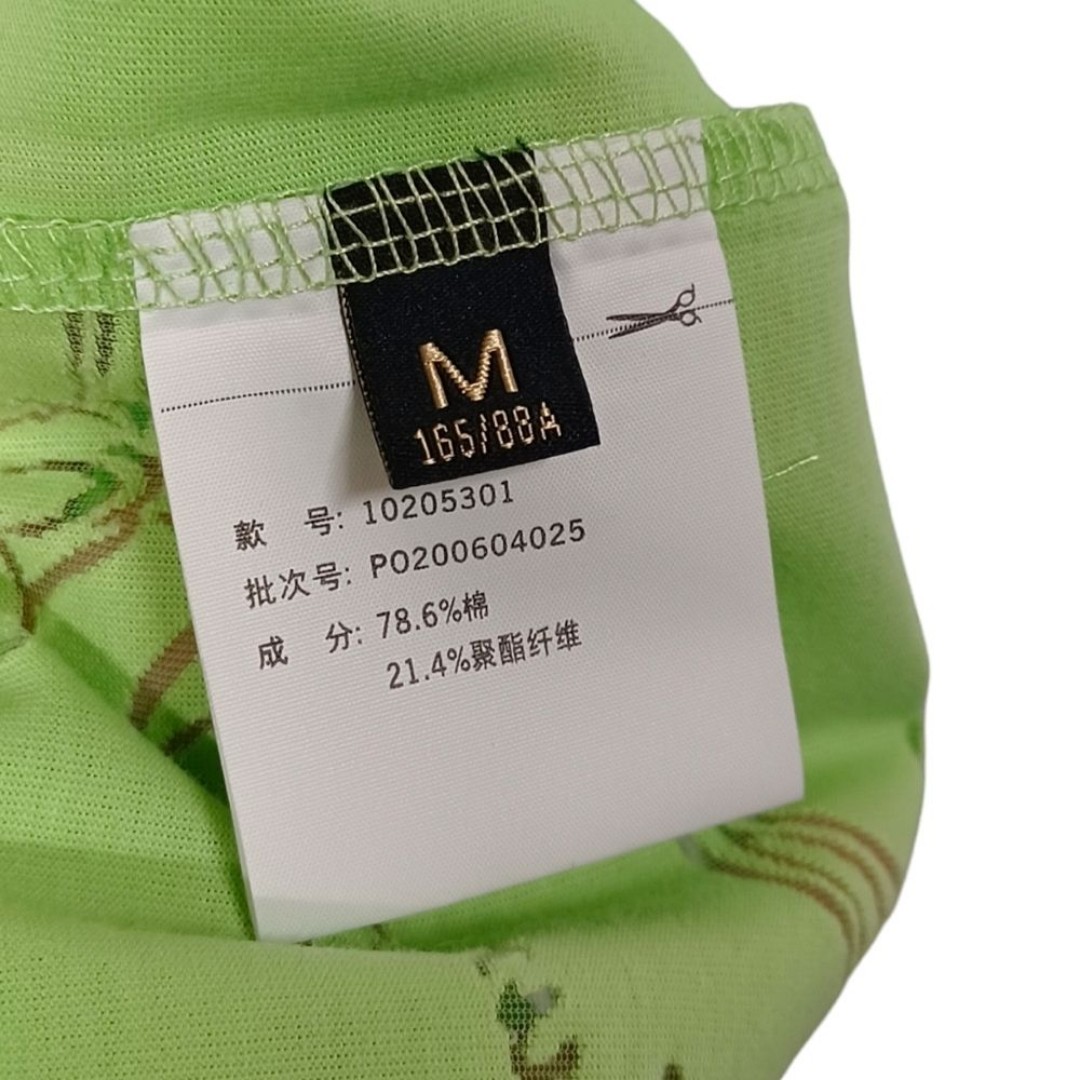 M
165/88A
款 号: 10205301
批次号: PO200604025
成 分: 78.6%棉
21.4%聚酯纤维